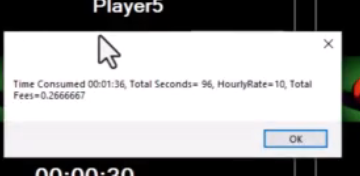 Player5
Time Consumed 00:01:36, Total Seconds= 96, HourlyRate=10, Total
Fees=0.2666667
OK
00:00:20